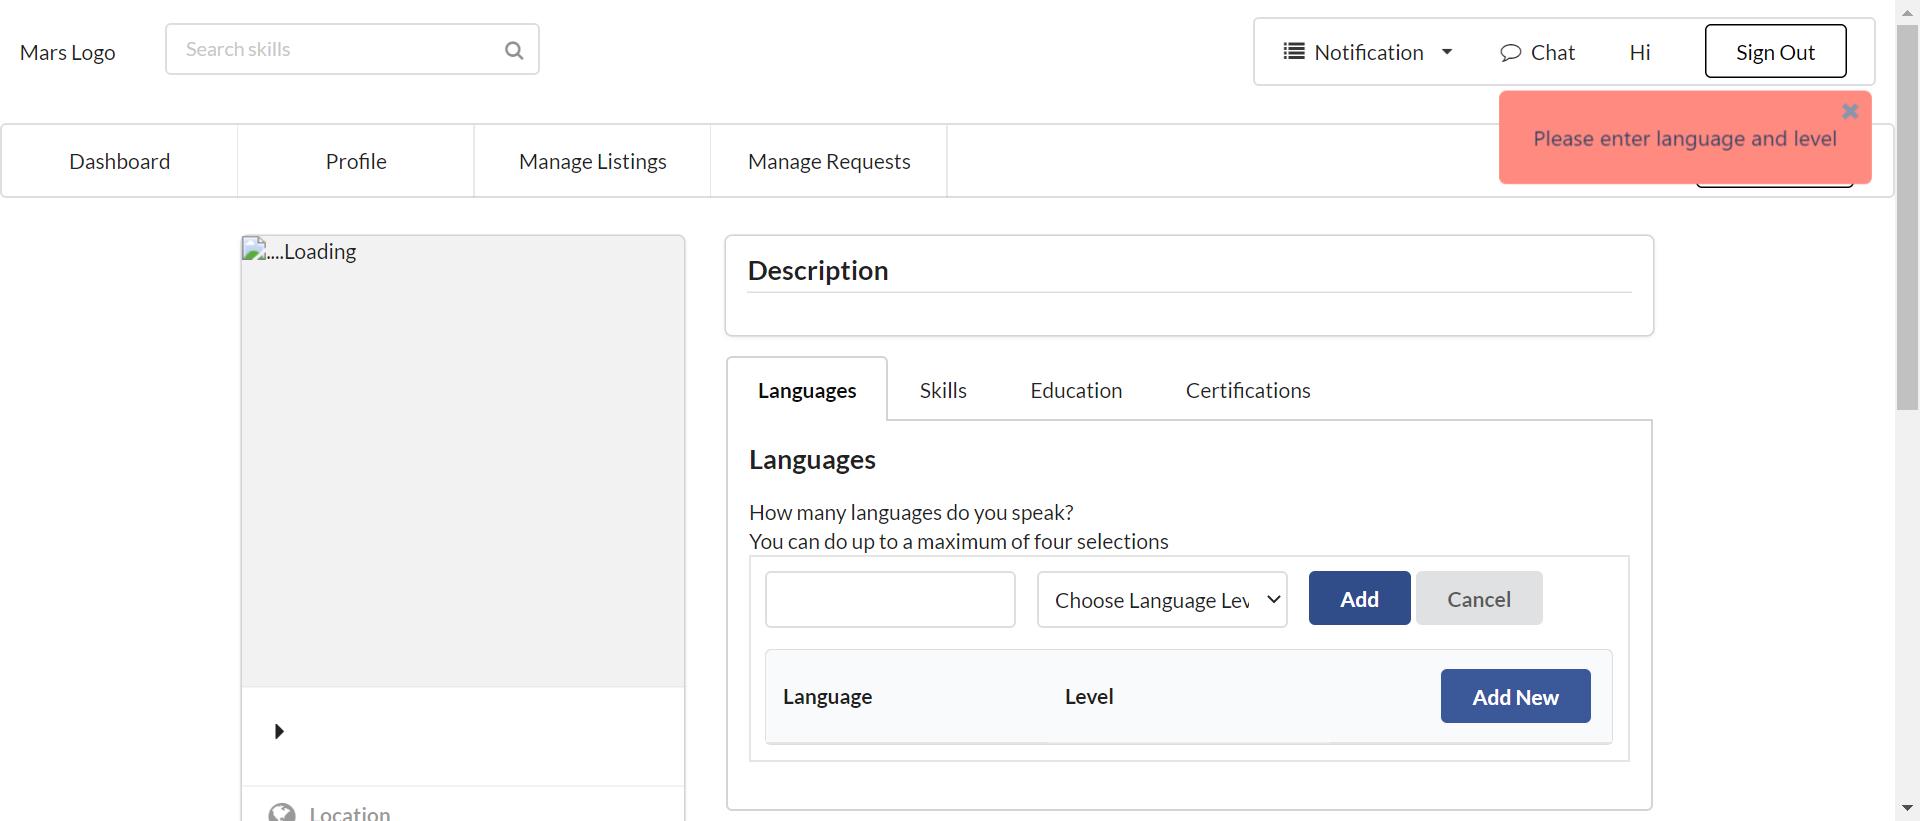 Mars Logo
Search skills
Notification
Chat
Hi
Sign Out
Please enter language and level
Dashboard
Profile
Manage Listings
Manage Requests
....Loading
Description
Languages
Skills
Education
Certifications
Languages
How many languages do you speak?
You can do up to a maximum of four selections
Choose Language Lev
Add
Cancel
Language
Level
Add New
Location